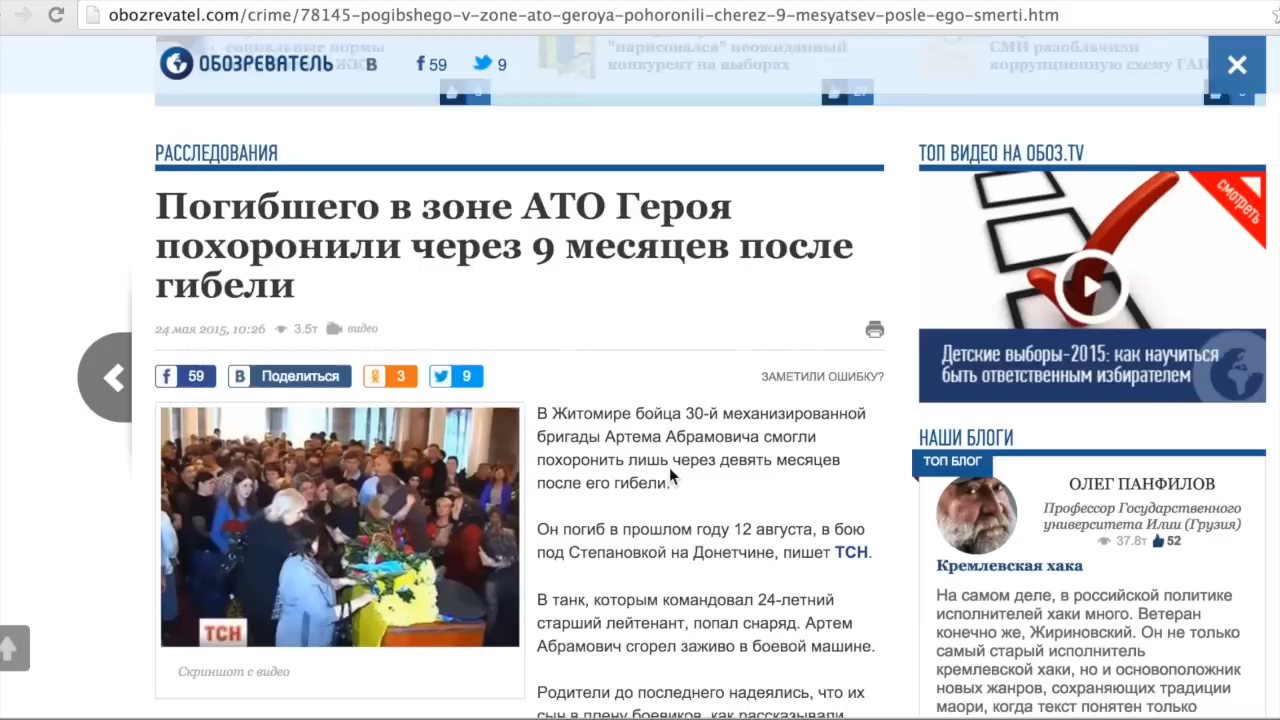 obozrevatel.com/crime/78145-pogibshego-v-zone-ato-geroya-pohoronili-cherez-9-mesyatsev-posle-ego-smerti.htm
социальные нормы
"нарисовался" неожиданный
конкурент на выборах
СМИ разоблачили
коррупционную схему ГАІ
ОБОЗРЕВАТЕЛЬ
59
9
РАССЛЕДОВАНИЯ
Погибшего в зоне АТО Героя
похоронили через 9 месяцев после
гибели
24 мая 2015, 10:26 3.5т видео
59
Поделиться
3
9
ЗАМЕТИЛИ ОШИБКУ?
ТСН
Скриншот с видео
В Житомире бойца 30-й механизированной
бригады Артема Абрамовича смогли
похоронить лишь через девять месяцев
после его гибели.
Он погиб в прошлом году 12 августа, в бою
под Степановкой на Донетчине, пишет ТСН.
В танк, которым командовал 24-летний
старший лейтенант, попал снаряд. Артем
Абрамович сгорел заживо в боевой машине.
Родители до последнего надеялись, что их
сын в плену боевиков, как рассказывали
ТОП ВИДЕО НА ОБОЗ.TV
смотреть
Детские выборы-2015: как научиться
быть ответственным избирателем
НАШИ БЛОГИ
ТОП БЛОГ
ОЛЕГ ПАНФИЛОВ
Профессор Государственного
университета Илии (Грузия)
37.8т 52
Кремлевская хака
На самом деле, в российской политике
исполнителей хаки много. Ветеран
конечно же, Жириновский. Он не только
самый старый исполнитель
кремлевской хаки, но и основоположник
новых жанров, сохраняющих традиции
маори, когда текст понятен только